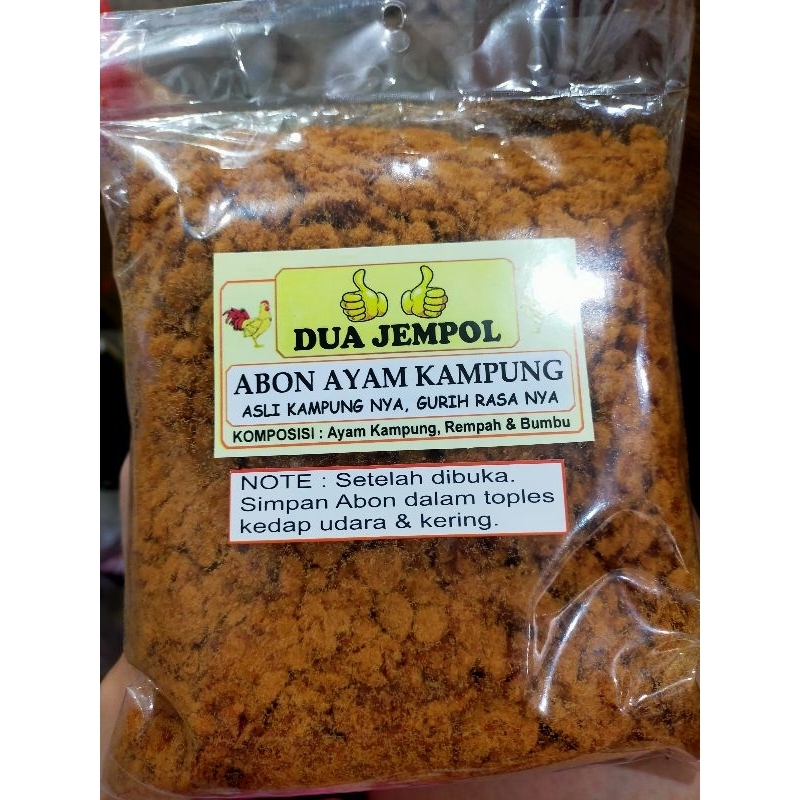 DUA JEMPOL
ABON AYAM KAMPUNG
ASLI KAMPUNG NYA, GURIH RASA NYA
KOMPOSISI : Ayam Kampung, Rempah & Bumbu
NOTE : Setelah dibuka.
Simpan Abon dalam toples
kedap udara & kering.